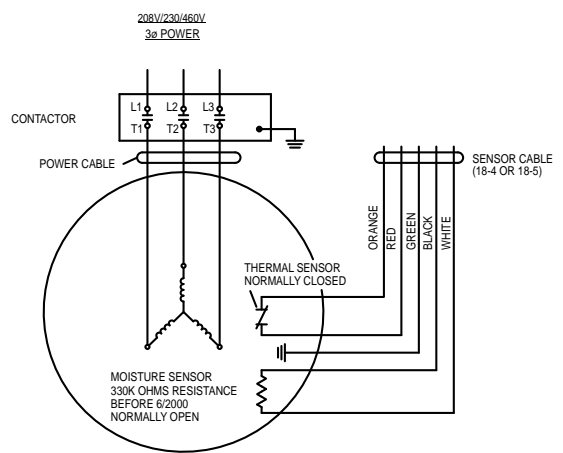 208V/230/460V
3ø POWER
L1 L2 L3
CONTACTOR
T1 T2 T3
POWER CABLE
SENSOR CABLE
(18-4 OR 18-5)
ORANGE
RED
GREEN
BLACK
WHITE
THERMAL SENSOR
NORMALLY CLOSED
MOISTURE SENSOR
330K OHMS RESISTANCE
BEFORE 6/2000
NORMALLY OPEN